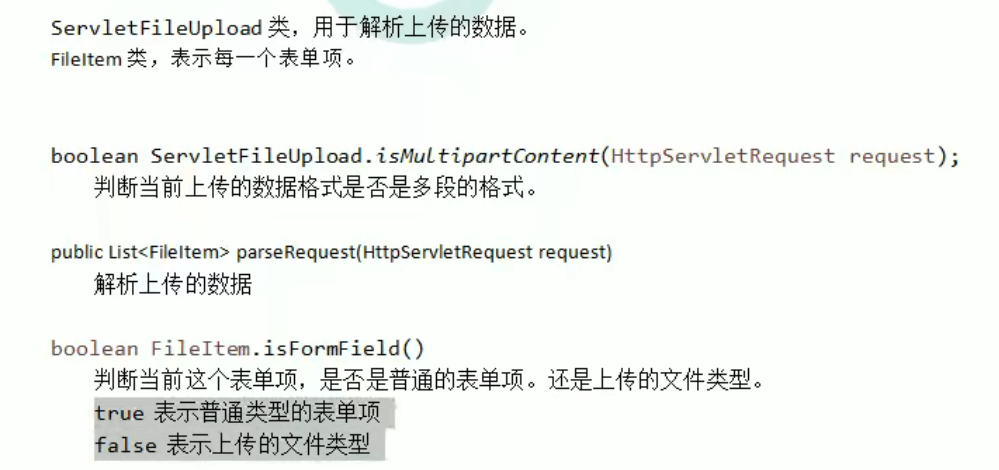 ServletFileUpload 类，用于解析上传的数据。
FileItem 类，表示每一个表单项。
boolean ServletFileUpload.isMultipartContent(HttpServletRequest request);
判断当前上传的数据格式是否是多段的格式。
public List<FileItem> parseRequest(HttpServletRequest request)
解析上传的数据
boolean FileItem.isFormField()
判断当前这个表单项，是否是普通的表单项。还是上传的文件类型。
true 表示普通类型的表单项
false 表示上传的文件类型